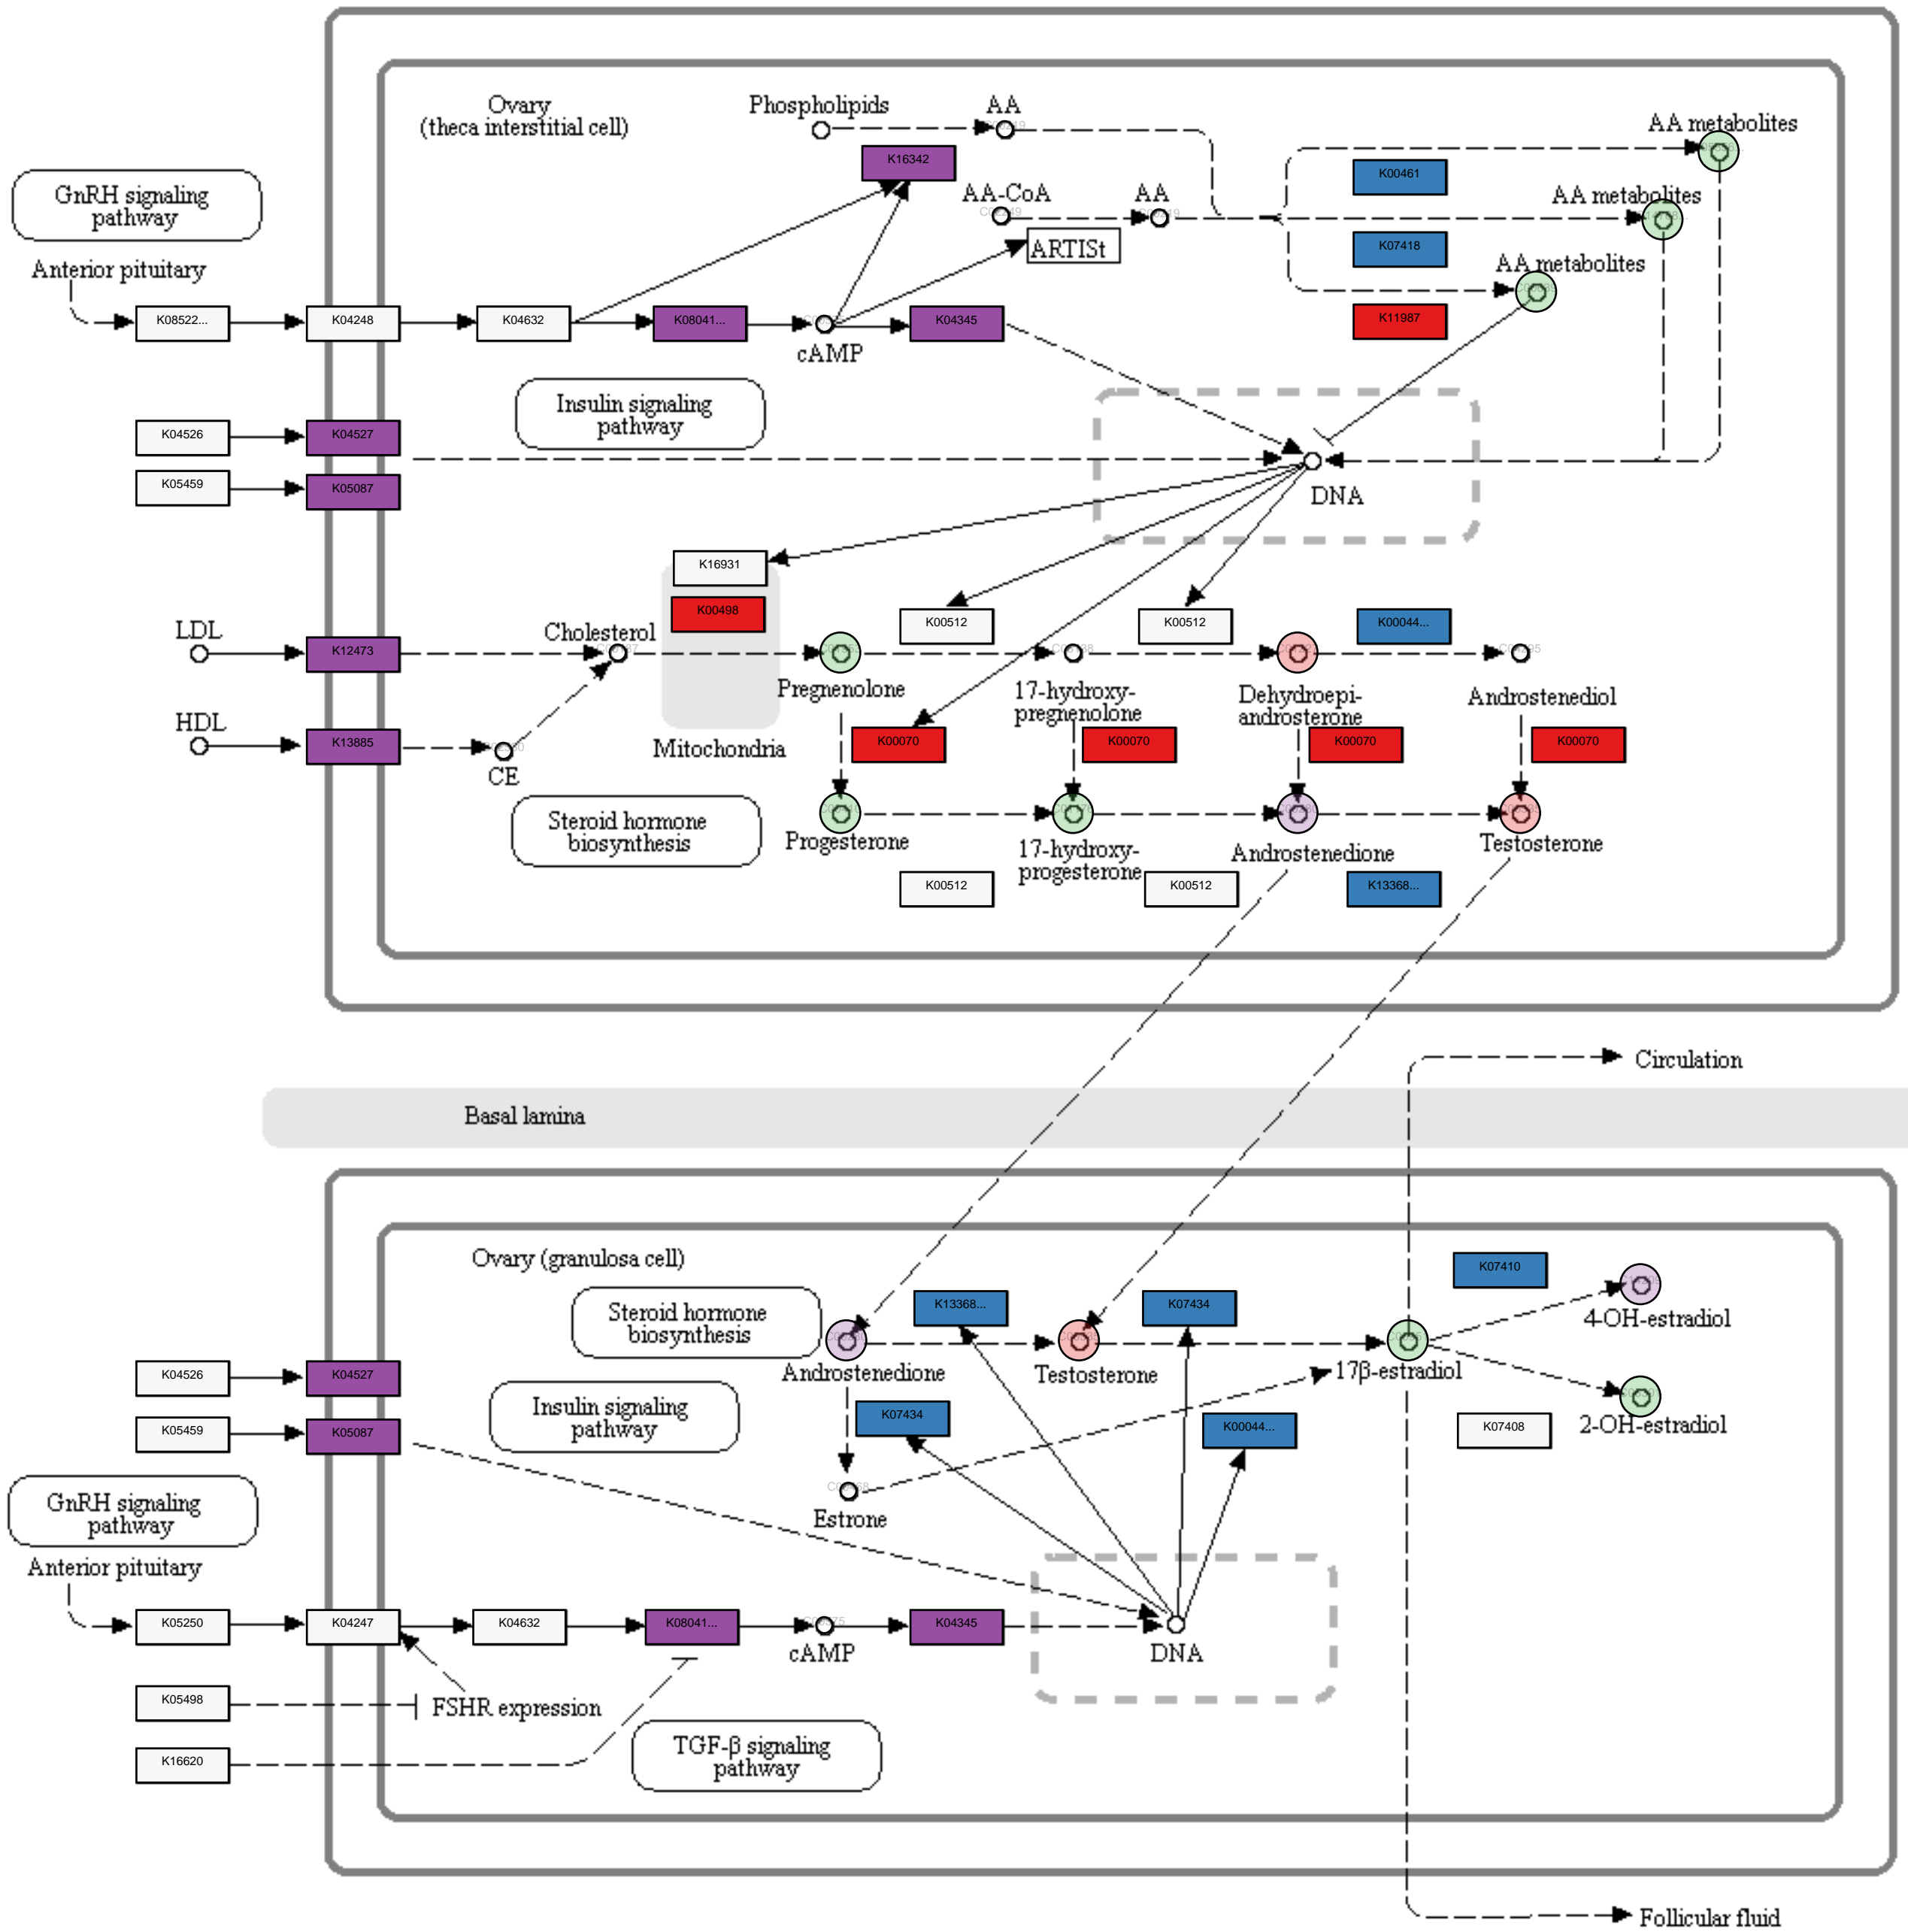 Ovary
(theca interstitial cell)
Phospholipids
AA
AA metabolites
K16342
K00461
GnRH signaling
pathway
AA-CoA
AA
AA metabolites
ARTISt
K07418
Anterior pituitary
AA metabolites
K08522...
K04248
K04632
K08041...
cAMP
K04345
K11987
Insulin signaling
pathway
K04526
K04527
K05459
K05087
DNA
K16931
K00498
K00512
K00512
K00044...
LDL
K12473
Cholesterol
Pregnenolone
17-hydroxy-
pregnenolone
Dehydroepi-
androsterone
Androstenediol
HDL
K13885
CE
Mitochondria
K00070
K00070
K00070
K00070
Steroid hormone
biosynthesis
Progesterone
17-hydroxy-
progesterone
Androstenedione
Testosterone
K00512
K00512
K13368...
Circulation
Basal lamina
Ovary (granulosa cell)
K07410
Steroid hormone
biosynthesis
K13368...
K07434
4-OH-estradiol
Androstenedione
Testosterone
17β-estradiol
K04526
K04527
Insulin signaling
pathway
K07434
K00044...
K07408
2-OH-estradiol
K05459
K05087
GnRH signaling
pathway
Estrone
Anterior pituitary
K05250
K04247
K04632
K08041...
cAMP
K04345
DNA
K05498
FSHR expression
K16620
TGF-β signaling
pathway
Follicular fluid